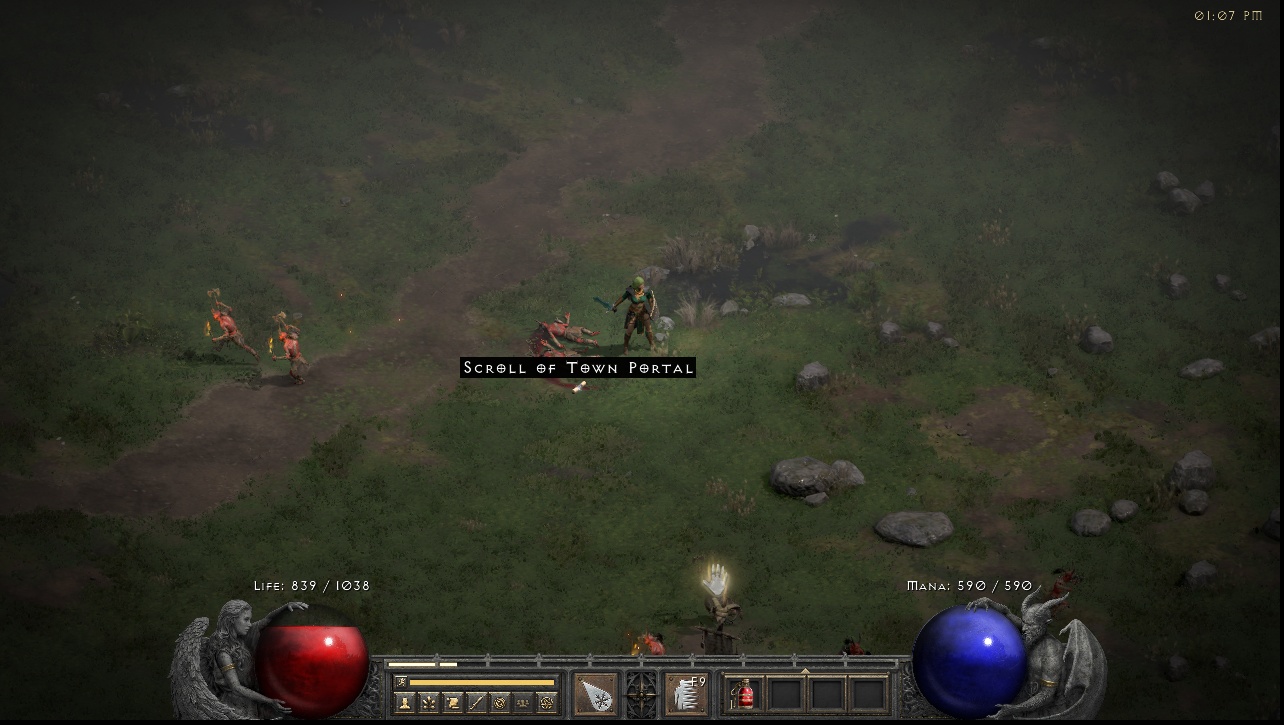 01:07 PM
Scroll of Town Portal
Life: 839 / 1038
Mana: 590 / 590
F9